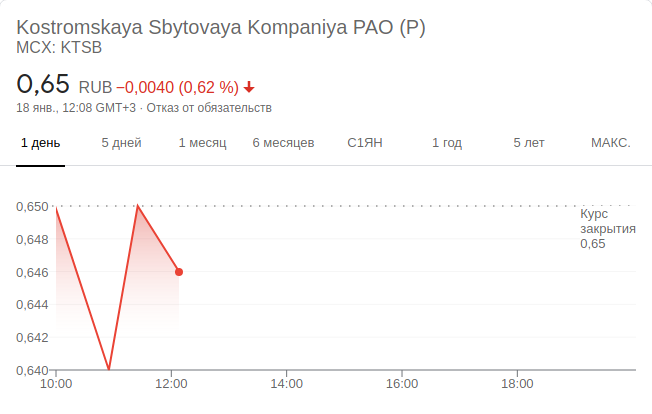 Kostromskaya Sbytovaya Kompaniya PAO (P)
MCX: KTSB
0,65 RUB −0,0040 (0,62 %)
18 янв., 12:08 GMT+3 · Отказ от обязательств
1 день 5 дней 1 месяц 6 месяцев С1ЯН 1 год 5 лет МАКС.
0,650
Курс
закрытия
0,65
0,648
0,646
0,644
0,642
0,640
10:00 12:00 14:00 16:00 18:00